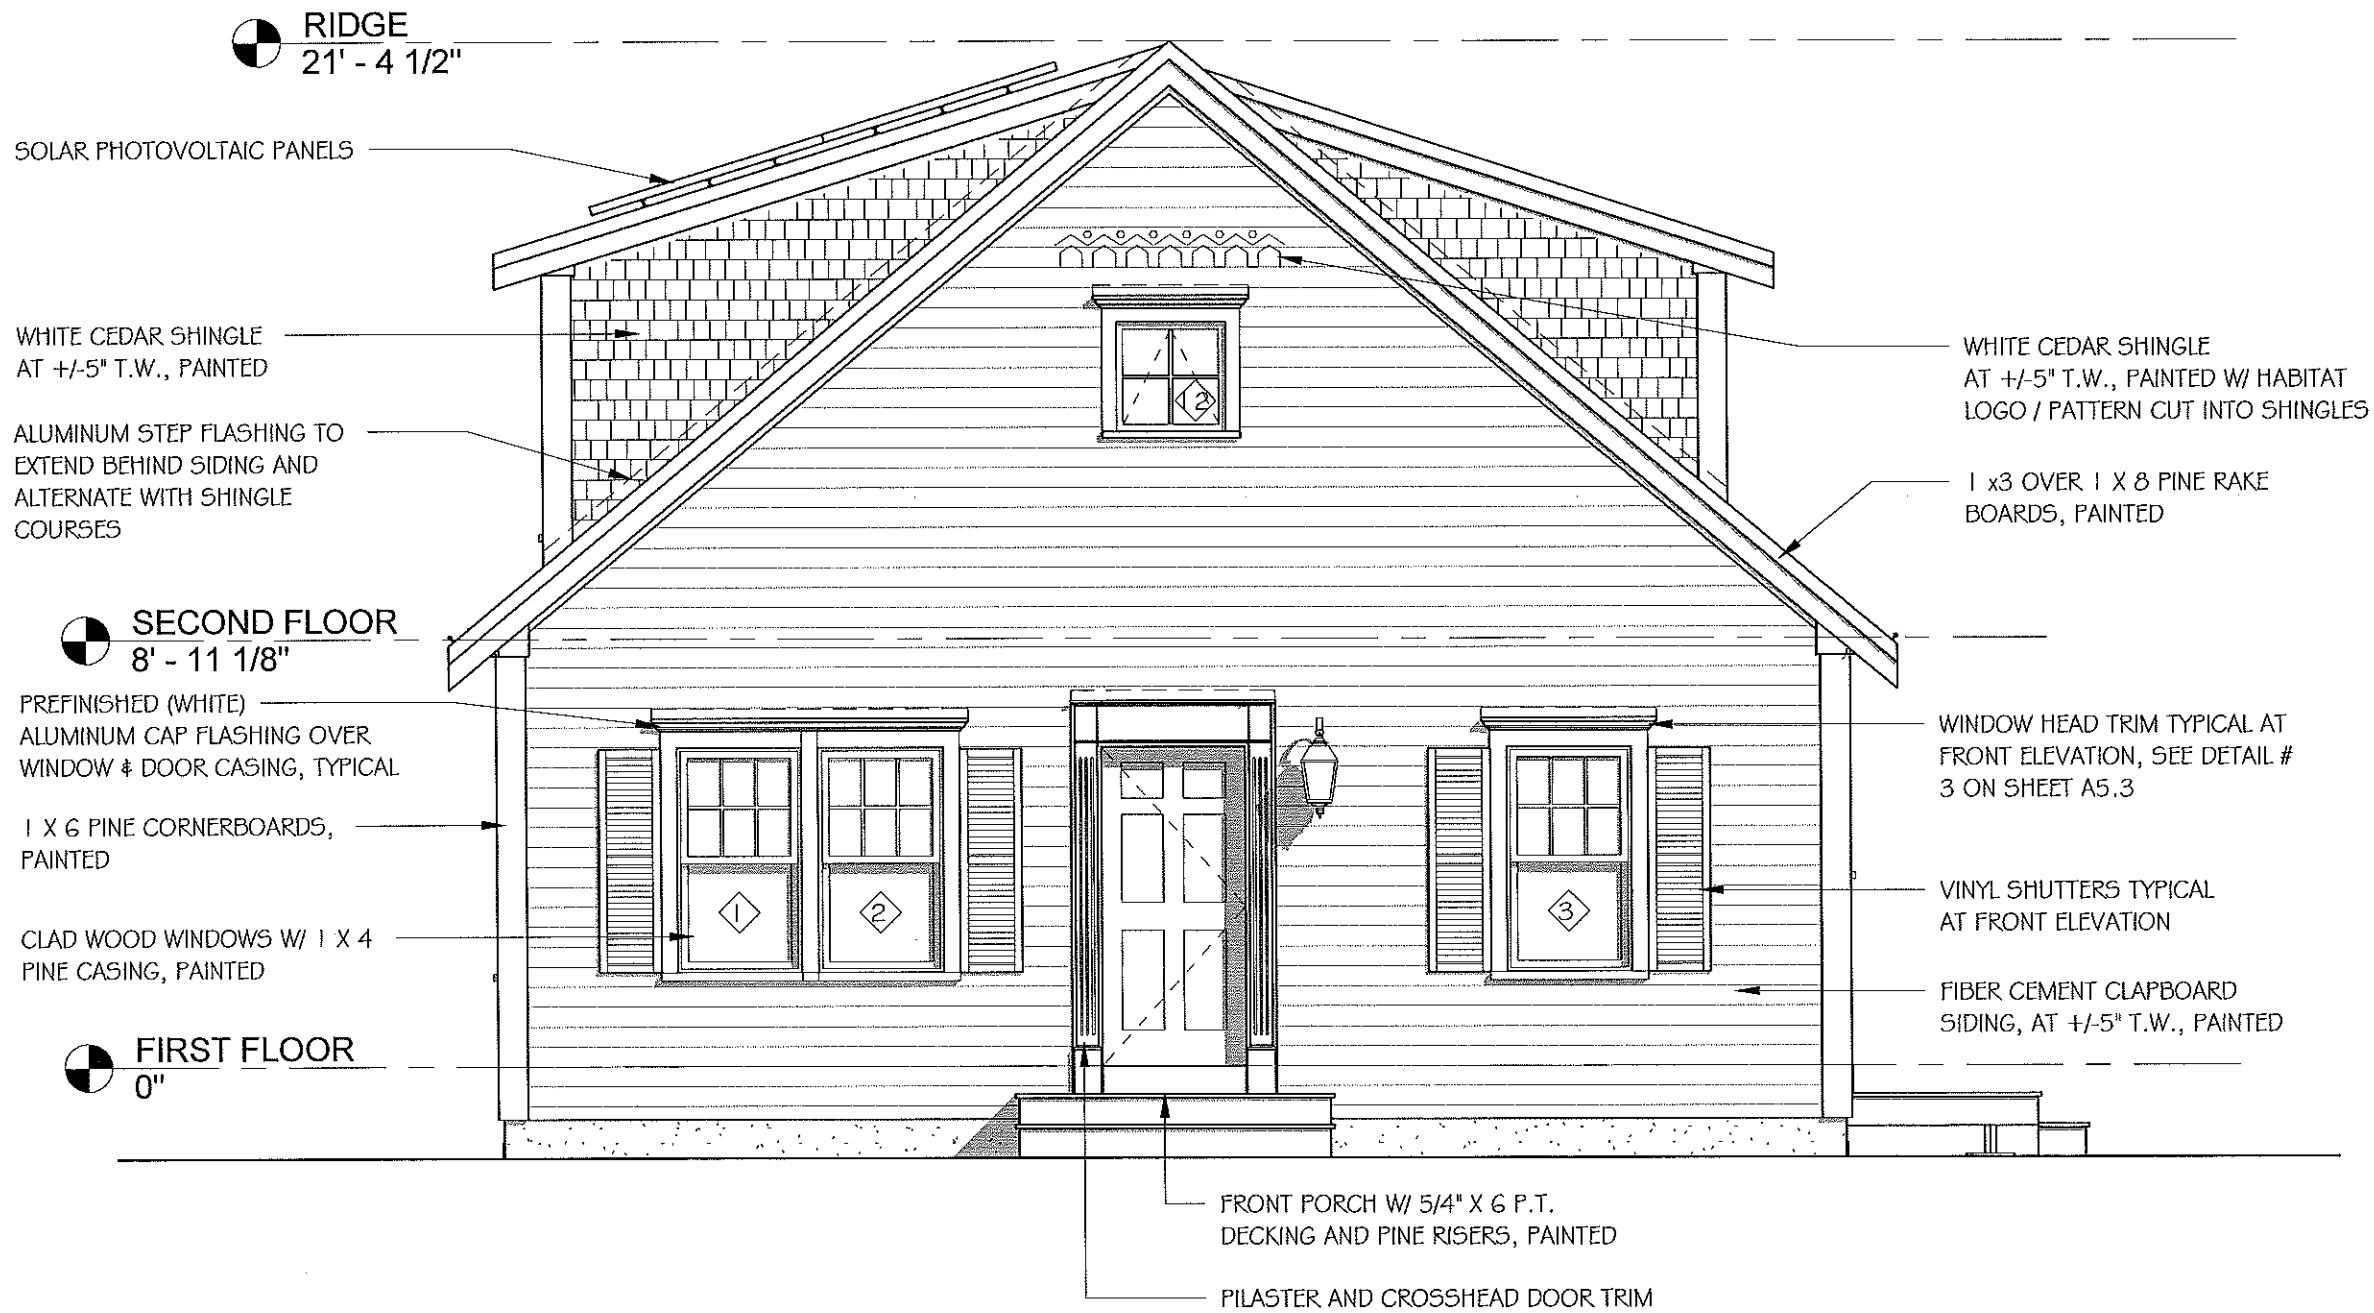 RIDGE
21' - 4 1/2"
SOLAR PHOTOVOLTAIC PANELS
WHITE CEDAR SHINGLE
AT +/-5" T.W., PAINTED
ALUMINUM STEP FLASHING TO
EXTEND BEHIND SIDING AND
ALTERNATE WITH SHINGLE
COURSES
SECOND FLOOR
8' - 11 1/8"
PREFINISHED (WHITE)
ALUMINUM CAP FLASHING OVER
WINDOW & DOOR CASING, TYPICAL
1 X 6 PINE CORNERBOARDS,
PAINTED
CLAD WOOD WINDOWS W/ 1 X 4
PINE CASING, PAINTED
FIRST FLOOR
0"
12
1
2
3
WHITE CEDAR SHINGLE
AT +/-5" T.W., PAINTED W/ HABITAT
LOGO / PATTERN CUT INTO SHINGLES
1 x3 OVER 1 X 8 PINE RAKE
BOARDS, PAINTED
WINDOW HEAD TRIM TYPICAL AT
FRONT ELEVATION, SEE DETAIL #
3 ON SHEET A5.3
VINYL SHUTTERS TYPICAL
AT FRONT ELEVATION
FIBER CEMENT CLAPBOARD
SIDING, AT +/-5" T.W., PAINTED
FRONT PORCH W/ 5/4" X 6 P.T.
DECKING AND PINE RISERS, PAINTED
PILASTER AND CROSSHEAD DOOR TRIM